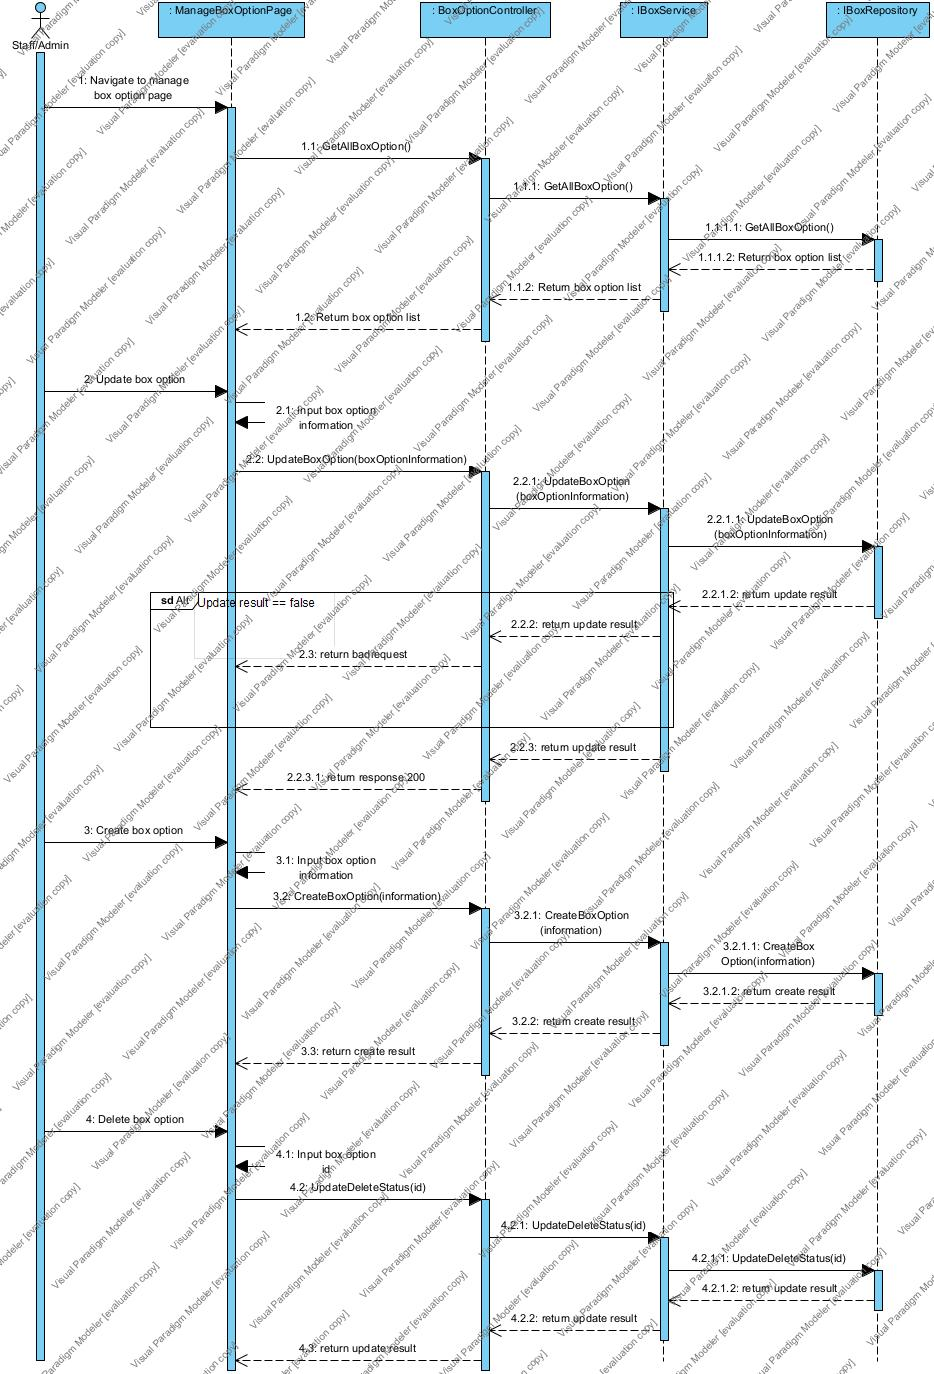 : ManageBoxOptionPage
: BoxOptionController
: IBoxService
: IBoxRepository
Staff/Admin
1: Navigate to manage
box option page
1.1: GetAllBoxOption()
1.1.1: GetAllBoxOption()
1.1.1.1: GetAllBoxOption()
1.1.1.2: Return box option list
1.1.2: Return box option list
1.2: Return box option list
2: Update box option
2.1: Input box option
information
2.2: UpdateBoxOption(boxOptionInformation)
2.2.1: UpdateBoxOption
(boxOptionInformation)
2.2.1.1: UpdateBoxOption
(boxOptionInformation)
2.2.1.2: return update result
sd Alt
Update result == false
2.2.2: return update result
2.3: return badrequest
2.2.3: return update result
2.2.3.1: return response 200
3: Create box option
3.1: Input box option
information
3.2: CreateBoxOption(information)
3.2.1: CreateBoxOption
(information)
3.2.1.1: CreateBox
Option(information)
3.2.1.2: return create result
3.2.2: return create result
3.3: return create result
4: Delete box option
4.1: Input box option
id
4.2: UpdateDeleteStatus(id)
4.2.1: UpdateDeleteStatus(id)
4.2.1.1: UpdateDeleteStatus(id)
4.2.1.2: return update result
4.2.2: return update result
4.3: return update result
Visual Paradigm Modeler [evaluation copy]